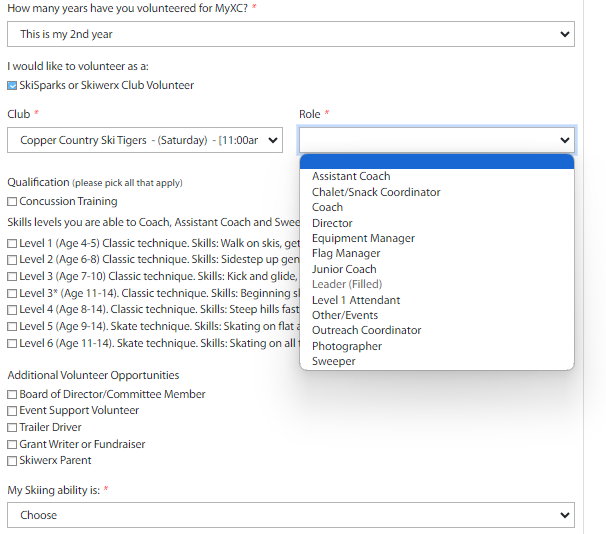 How many years have you volunteered for MyXC? *
This is my 2nd year
I would like to volunteer as a:
SkiSparks or Skiwerx Club Volunteer
Club *
Role *
Copper Country Ski Tigers - (Saturday) - [11:00ar
Assistant Coach
Chalet/Snack Coordinator
Coach
Director
Equipment Manager
Flag Manager
Junior Coach
Leader (Filled)
Level 1 Attendant
Other/Events
Outreach Coordinator
Photographer
Sweeper
Qualification (please pick all that apply)
Concussion Training
Skills levels you are able to Coach, Assistant Coach and Swee
Level 1 (Age 4-5) Classic technique. Skills: Walk on skis, get
Level 2 (Age 6-8) Classic technique. Skills: Sidestep up gen
Level 3 (Age 7-10) Classic technique. Skills: Kick and glide,
Level 3* (Age 11-14). Classic technique. Skills: Beginning sl
Level 4 (Age 8-14). Classic technique. Skills: Steep hills fast
Level 5 (Age 9-14). Skate technique. Skills: Skating on flat a
Level 6 (Age 11-14). Skate technique. Skills: Skating on all t
Additional Volunteer Opportunities
Board of Director/Committee Member
Event Support Volunteer
Trailer Driver
Grant Writer or Fundraiser
Skiwerx Parent
My Skiing ability is: *
Choose